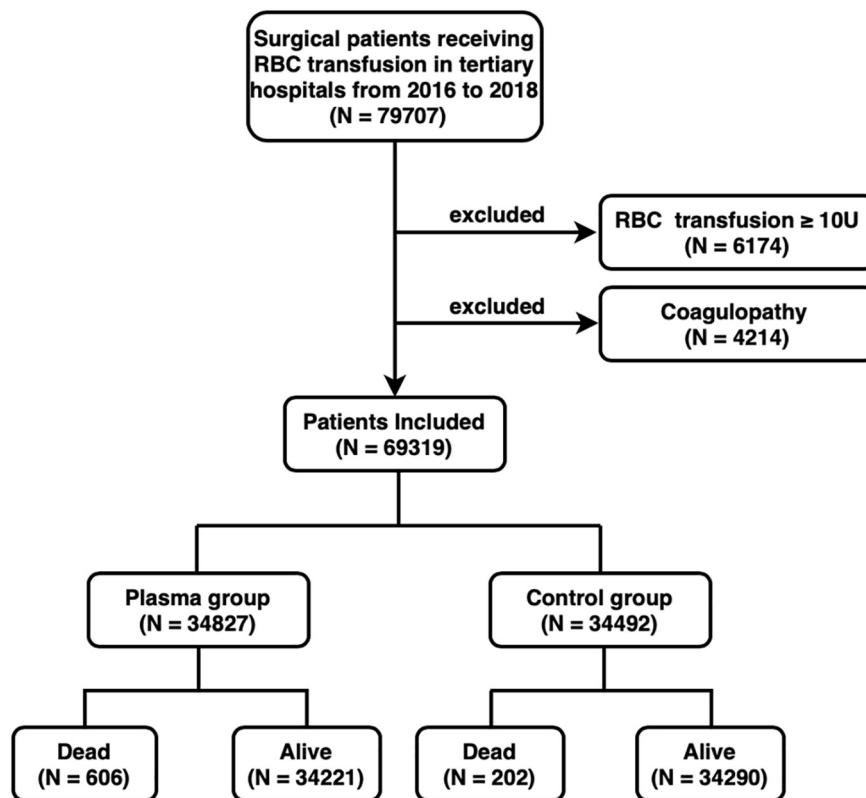 Surgical patients receiving
RBC transfusion in tertiary
hospitals from 2016 to 2018
(N = 79707)
excluded
RBC transfusion ≥ 10U
(N = 6174)
excluded
Coagulopathy
(N = 4214)
Patients Included
(N = 69319)
Plasma group
(N = 34827)
Control group
(N = 34492)
Dead
(N = 606)
Alive
(N = 34221)
Dead
(N = 202)
Alive
(N = 34290)